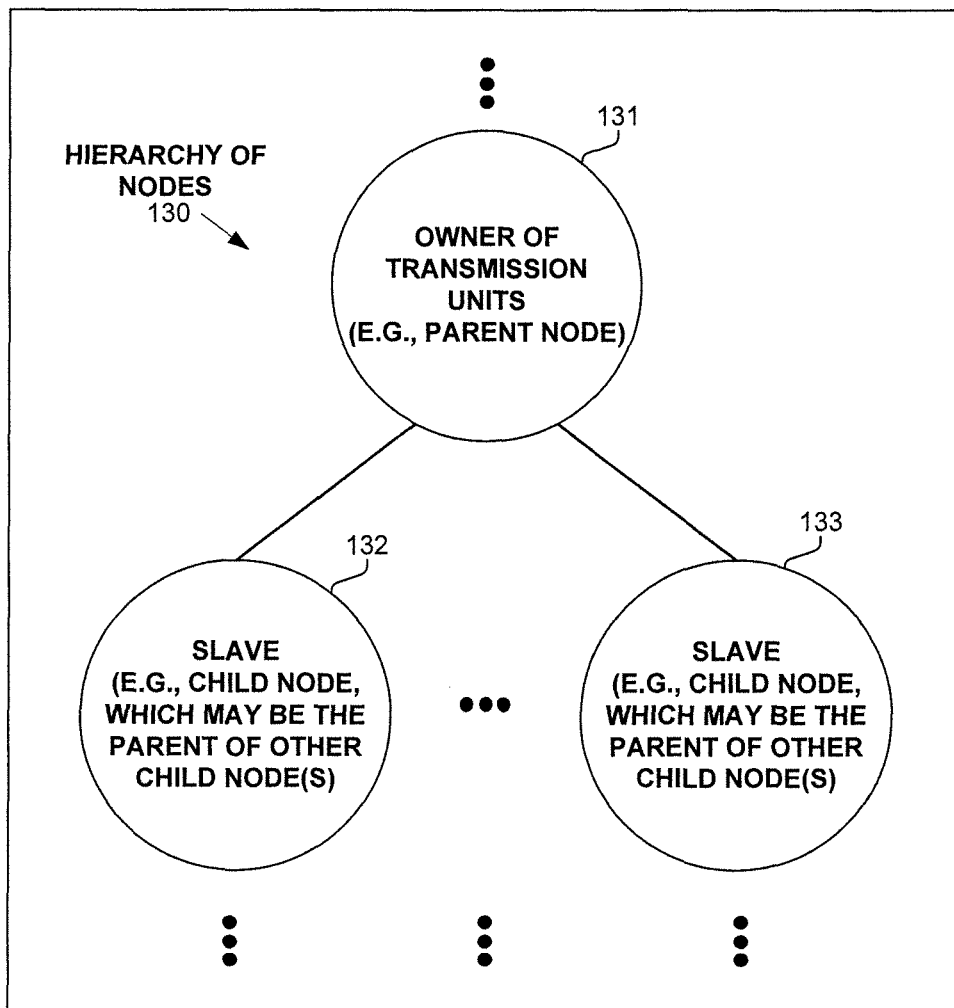 131
HIERARCHY OF
NODES
130
OWNER OF
TRANSMISSION
UNITS
(E.G., PARENT NODE)
132
133
SLAVE
(E.G., CHILD NODE,
WHICH MAY BE THE
PARENT OF OTHER
CHILD NODE(S)
SLAVE
(E.G., CHILD NODE,
WHICH MAY BE THE
PARENT OF OTHER
CHILD NODE(S)